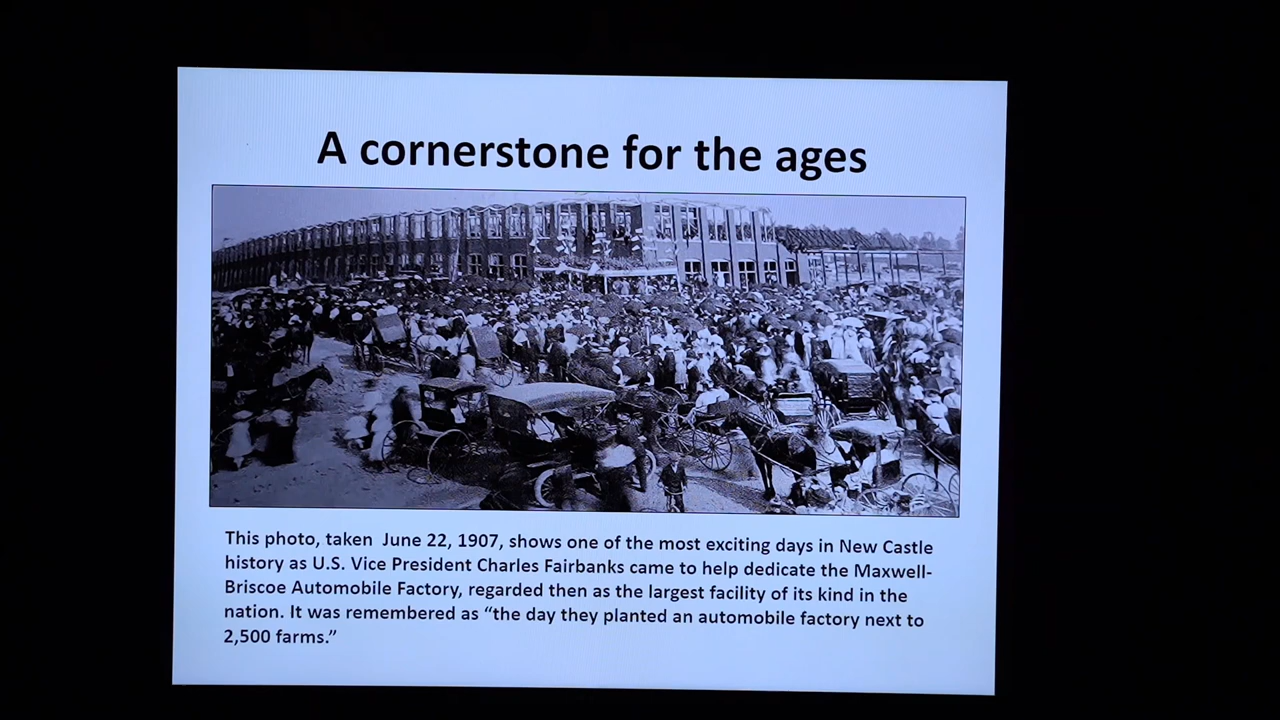 A cornerstone for the ages
This photo, taken June 22, 1907, shows one of the most exciting days in New Castle
history as U.S. Vice President Charles Fairbanks came to help dedicate the Maxwell-
Briscoe Automobile Factory, regarded then as the largest facility of its kind in the
nation. It was remembered as “the day they planted an automobile factory next to
2,500 farms.”